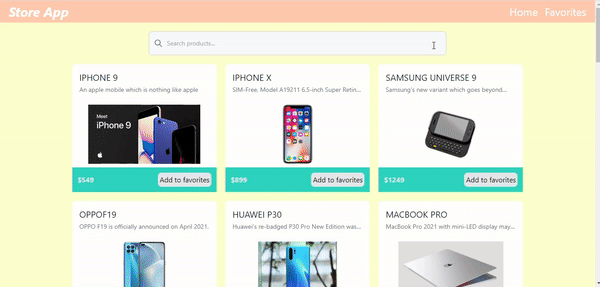 Store App
Home Favorites
Search products...
IPHONE 9
An apple mobile which is nothing like apple
Meet
iPhone 9
$549
Add to favorites
IPHONE X
SIM-Free, Model A19211 6.5-inch Super Retin...
$899
Add to favorites
SAMSUNG UNIVERSE 9
Samsung's new variant which goes beyond...
$1249
Add to favorites
OPPOF19
OPPO F19 is officially announced on April 2021.
HUAWEI P30
Huawei's re-badged P30 Pro New Edition was...
MACBOOK PRO
MacBook Pro 2021 with mini-LED display may...